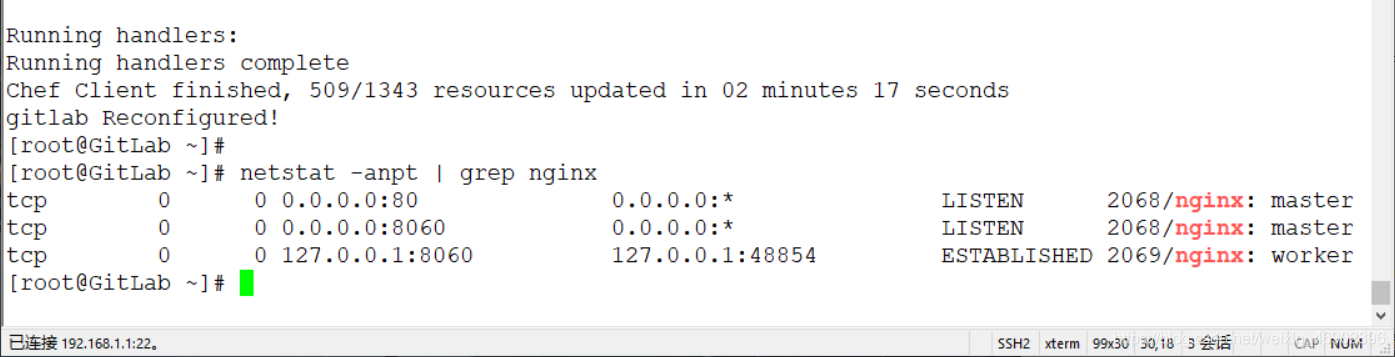 Running handlers:
Running handlers complete
Chef Client finished, 509/1343 resources updated in 02 minutes 17 seconds
gitlab Reconfigured!
[root@GitLab ~]#
[root@GitLab ~]# netstat -anpt | grep nginx
tcp 0 0 0.0.0.0:80 0.0.0.0:* LISTEN 2068/nginx: master
tcp 0 0 0.0.0.0:8060 0.0.0.0:* LISTEN 2068/nginx: master
tcp 0 0 127.0.0.1:8060 127.0.0.1:48854 ESTABLISHED 2069/nginx: worker
[root@GitLab ~]#
已连接 192.168.1.1:22。 SSH2 xterm 99x30 30,18 3 会话 CAP NUM